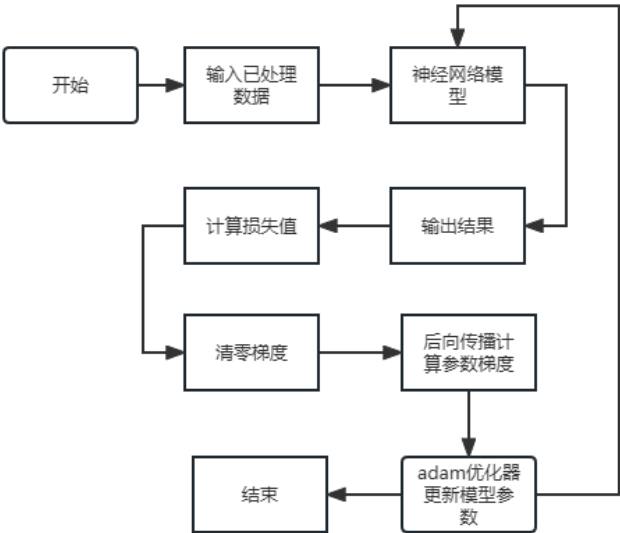 开始
输入已处理
数据
神经网络模
型
计算损失值
输出结果
清零梯度
后向传播计
算参数梯度
结束
adam优化器
更新模型参
数